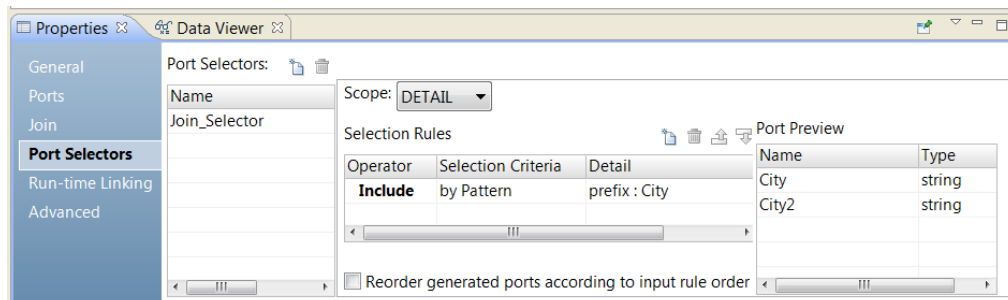 Properties Data Viewer
General
Ports
Join
Port Selectors
Run-time Linking
Advanced
Port Selectors:
Name
Join_Selector
Scope: DETAIL
Selection Rules
Operator Selection Criteria Detail
Include by Pattern prefix : City
Reorder generated ports according to input rule order
Port Preview
Name Type
City string
City2 string